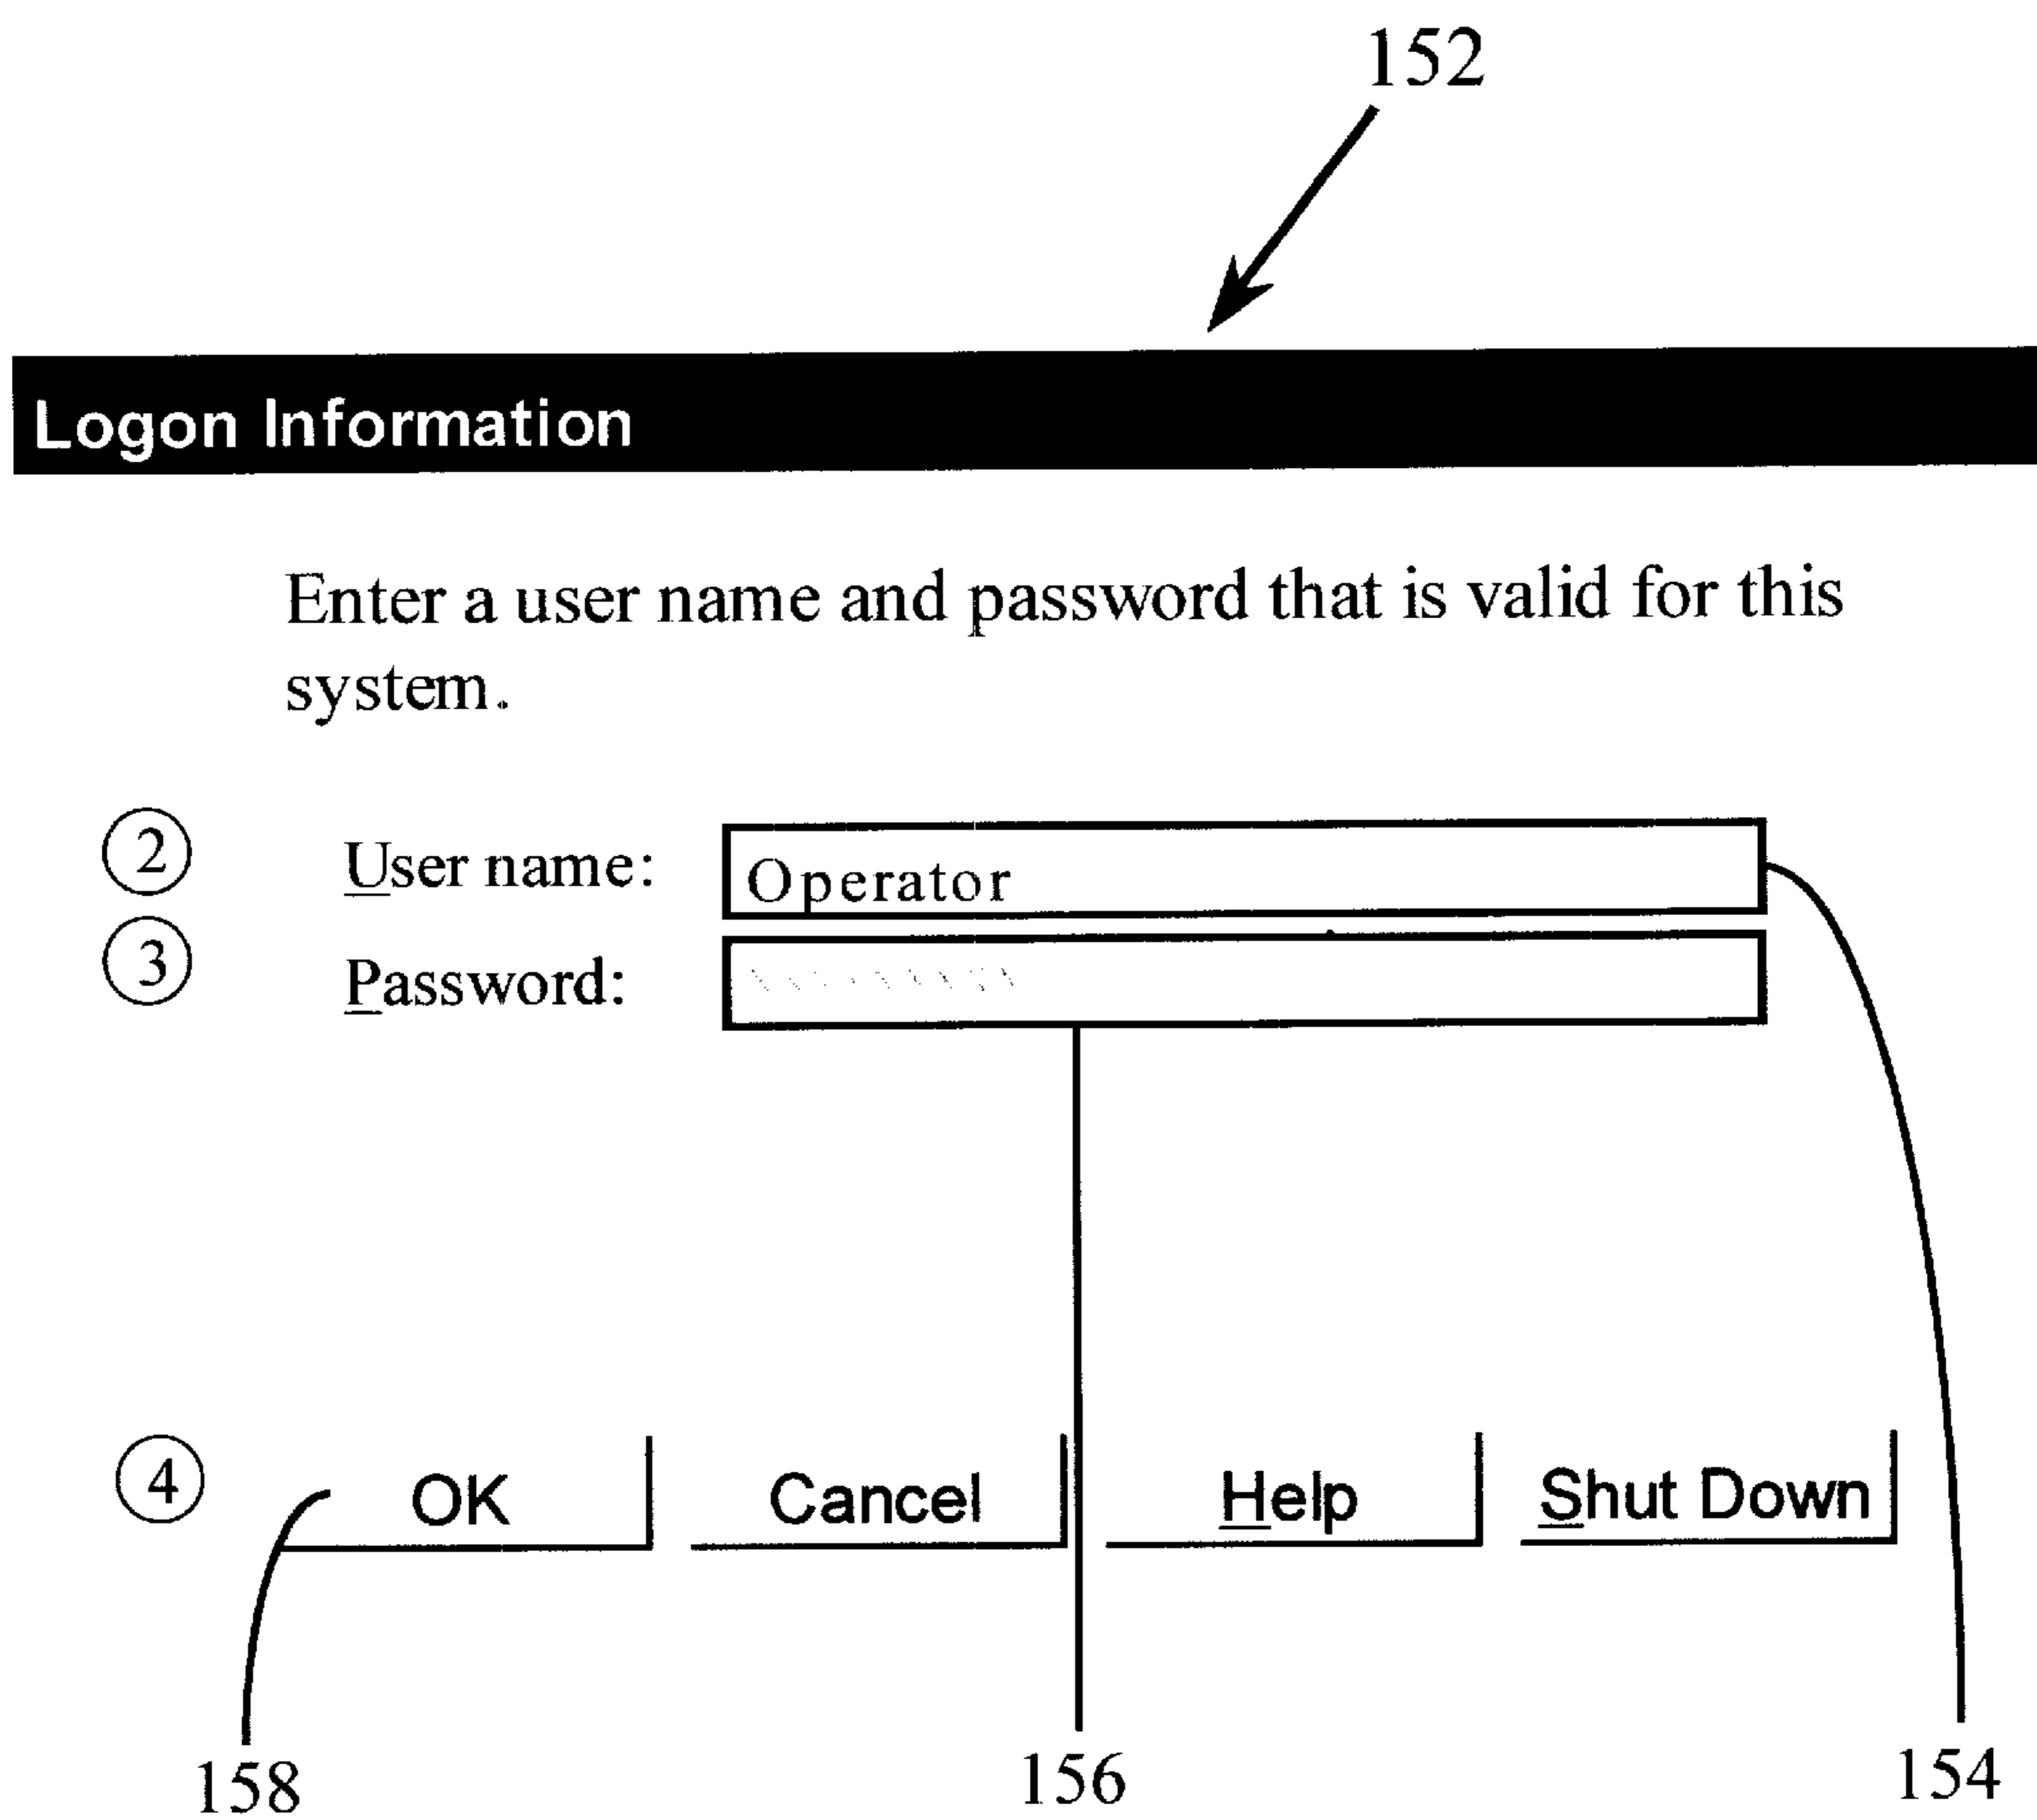 152
Logon Information
Enter a user name and password that is valid for this
system.
② User name: Operator
③ Password:
④ OK Cancel Help Shut Down
158 156 154